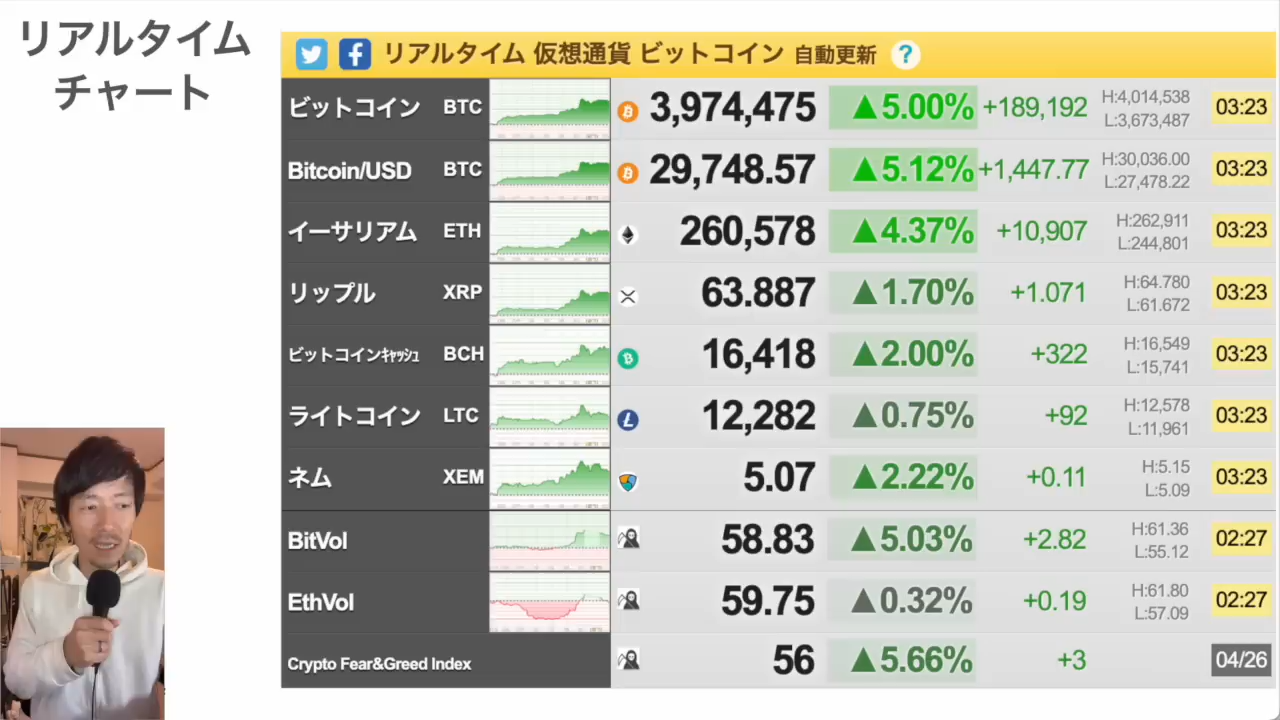 リアルタイム
チャート
リアルタイム 仮想通貨 ビットコイン 自動更新 ?
ビットコイン BTC 3,974,475 ▲5.00% +189,192 H:4,014,538 L:3,673,487 03:23
Bitcoin/USD BTC 29,748.57 ▲5.12% +1,447.77 H:30,036.00 L:27,478.22 03:23
イーサリアム ETH 260,578 ▲4.37% +10,907 H:262,911 L:244,801 03:23
リップル XRP 63.887 ▲1.70% +1.071 H:64.780 L:61.672 03:23
ビットコインキャッシュ BCH 16,418 ▲2.00% +322 H:16,549 L:15,741 03:23
ライトコイン LTC 12,282 ▲0.75% +92 H:12,578 L:11,961 03:23
ネム XEM 5.07 ▲2.22% +0.11 H:5.15 L:5.09 03:23
BitVol 58.83 ▲5.03% +2.82 H:61.36 L:55.12 02:27
EthVol 59.75 ▲0.32% +0.19 H:61.80 L:57.09 02:27
Crypto Fear&Greed Index 56 ▲5.66% +3 04/26